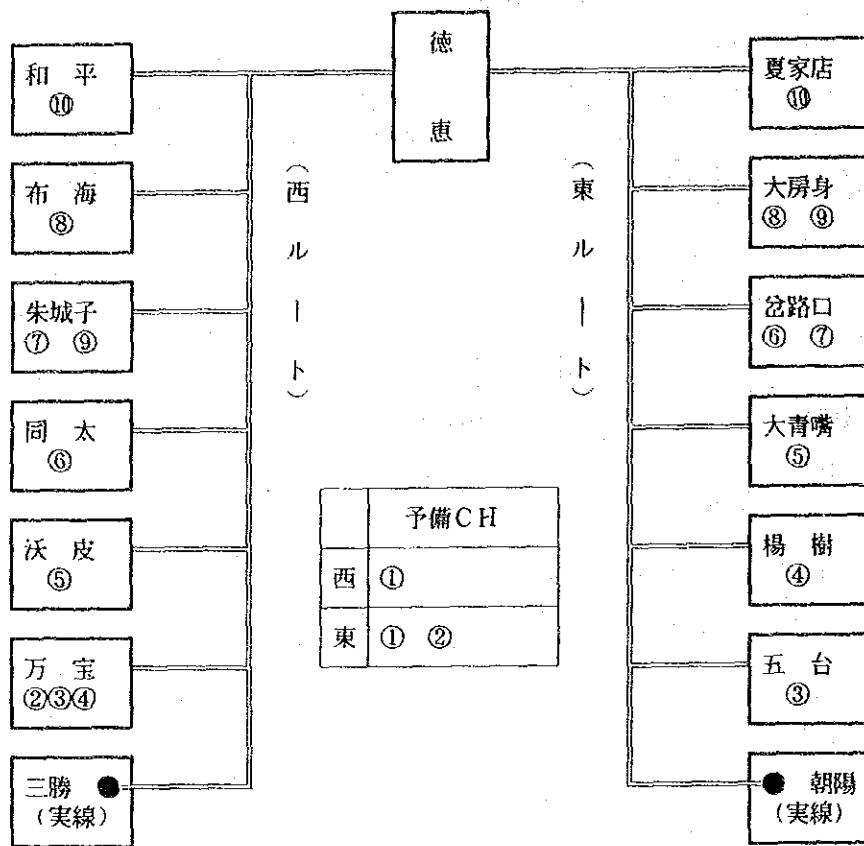 徳恵
和平
⑩
布海
⑧
朱城子
⑦ ⑨
同太
⑥
沃皮
⑤
万宝
②③④
三勝
(実線)
(西ルート)
(東ルート)
予備CH
西 ①
東 ① ②
夏家店
⑩
大房身
⑧ ⑨
岔路口
⑥ ⑦
大青嘴
⑤
楊樹
④
五台
③
朝陽
(実線)